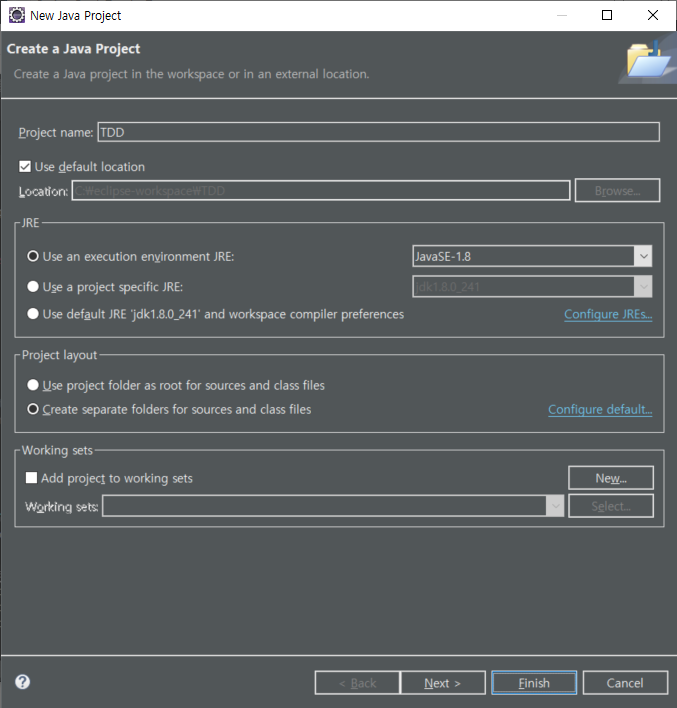 New Java Project
Create a Java Project
Create a Java project in the workspace or in an external location.
Project name: TDD
Use default location
Location: C:\eclipse-workspace\TDD Browse...
JRE
Use an execution environment JRE: JavaSE-1.8
Use a project specific JRE: jdk1.8.0_241
Use default JRE 'jdk1.8.0_241' and workspace compiler preferences Configure JREs...
Project layout
Use project folder as root for sources and class files
Create separate folders for sources and class files Configure default...
Working sets
Add project to working sets New...
Working sets: Select...
< Back Next > Finish Cancel